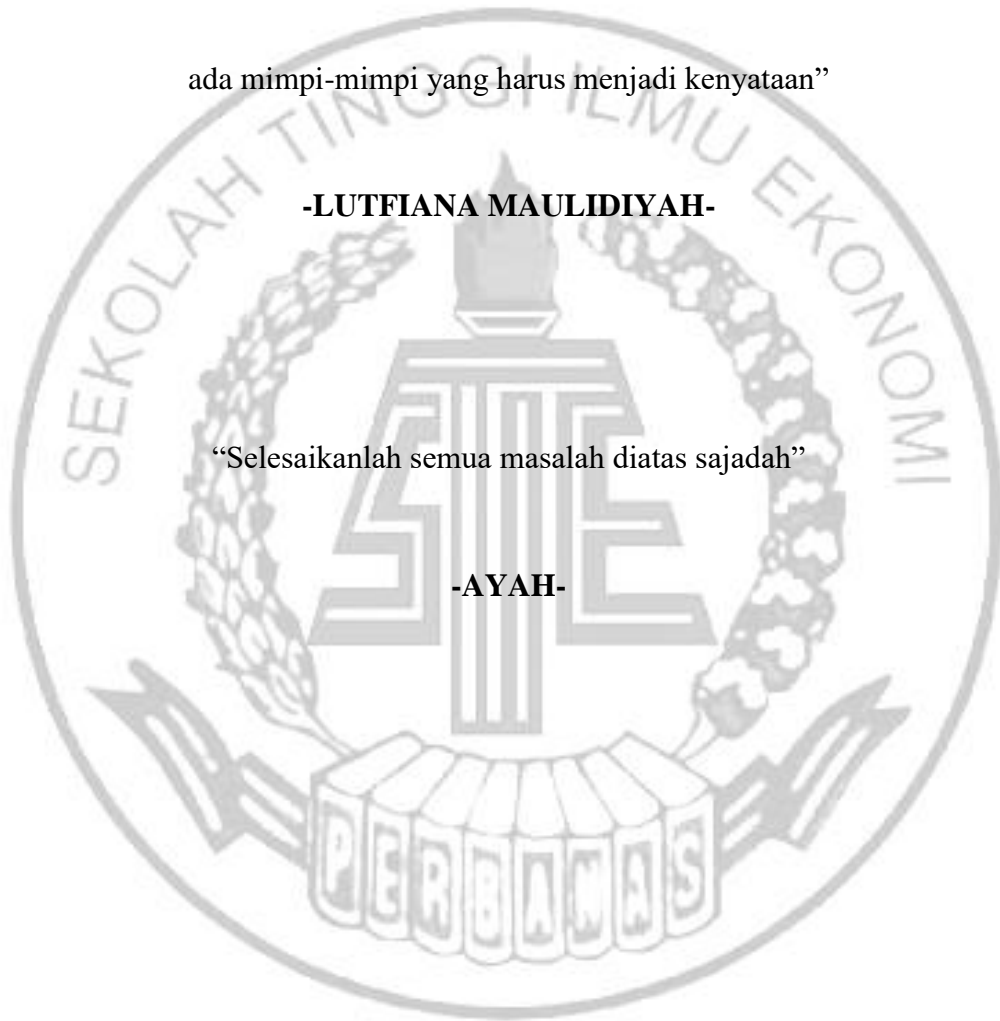 ada mimpi-mimpi yang harus menjadi kenyataan”
SEKOLAH TINGGI ILMU EKONOMI
-LUTFIANA MAULIDIYAH-
“Selesaikanlah semua masalah diatas sajadah”
-AYAH-
STIE
PERBANAS